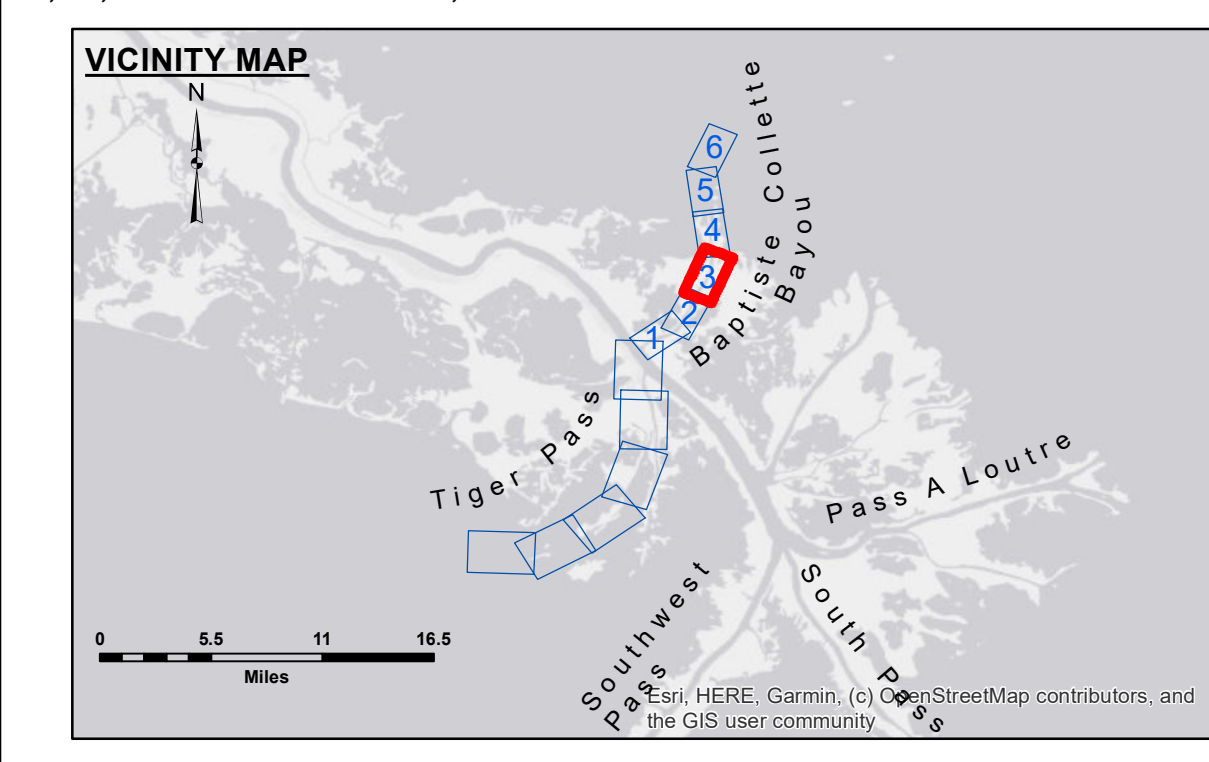 VICINITY MAP
N
6
5
4
3
2
1
Baptiste Collette
Bayou
Tiger Pass
Pass A Loutre
Southwest
Pass
South Pass
0 5.5 11 16.5
Miles
Esri, HERE, Garmin, (c) OpenStreetMap contributors, and
the GIS user community